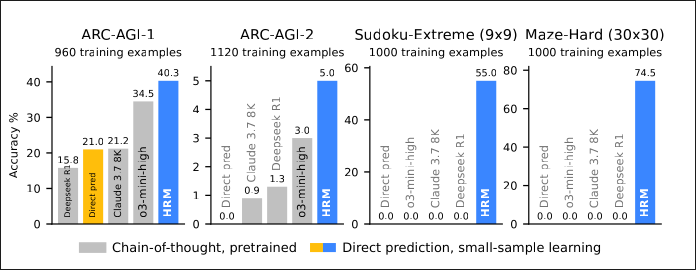 ARC-AGI-1
960 training examples
Accuracy %
40
30
20
10
0
15.8
21.0
21.2
34.5
40.3
Deepseek R1
Direct pred
Claude 3.7 8K
o3-mini-high
HRM
ARC-AGI-2
1120 training examples
5
4
3
2
1
0
0.0
0.9
1.3
3.0
5.0
Direct pred
Claude 3.7 8K
Deepseek R1
o3-mini-high
HRM
Sudoku-Extreme (9x9)
1000 training examples
60
40
20
0
0.0
0.0
0.0
0.0
55.0
Direct pred
o3-mini-high
Claude 3.7 8K
Deepseek R1
HRM
Maze-Hard (30x30)
1000 training examples
80
60
40
20
0
0.0
0.0
0.0
0.0
74.5
Direct pred
o3-mini-high
Claude 3.7 8K
Deepseek R1
HRM
Chain-of-thought, pretrained
Direct prediction, small-sample learning